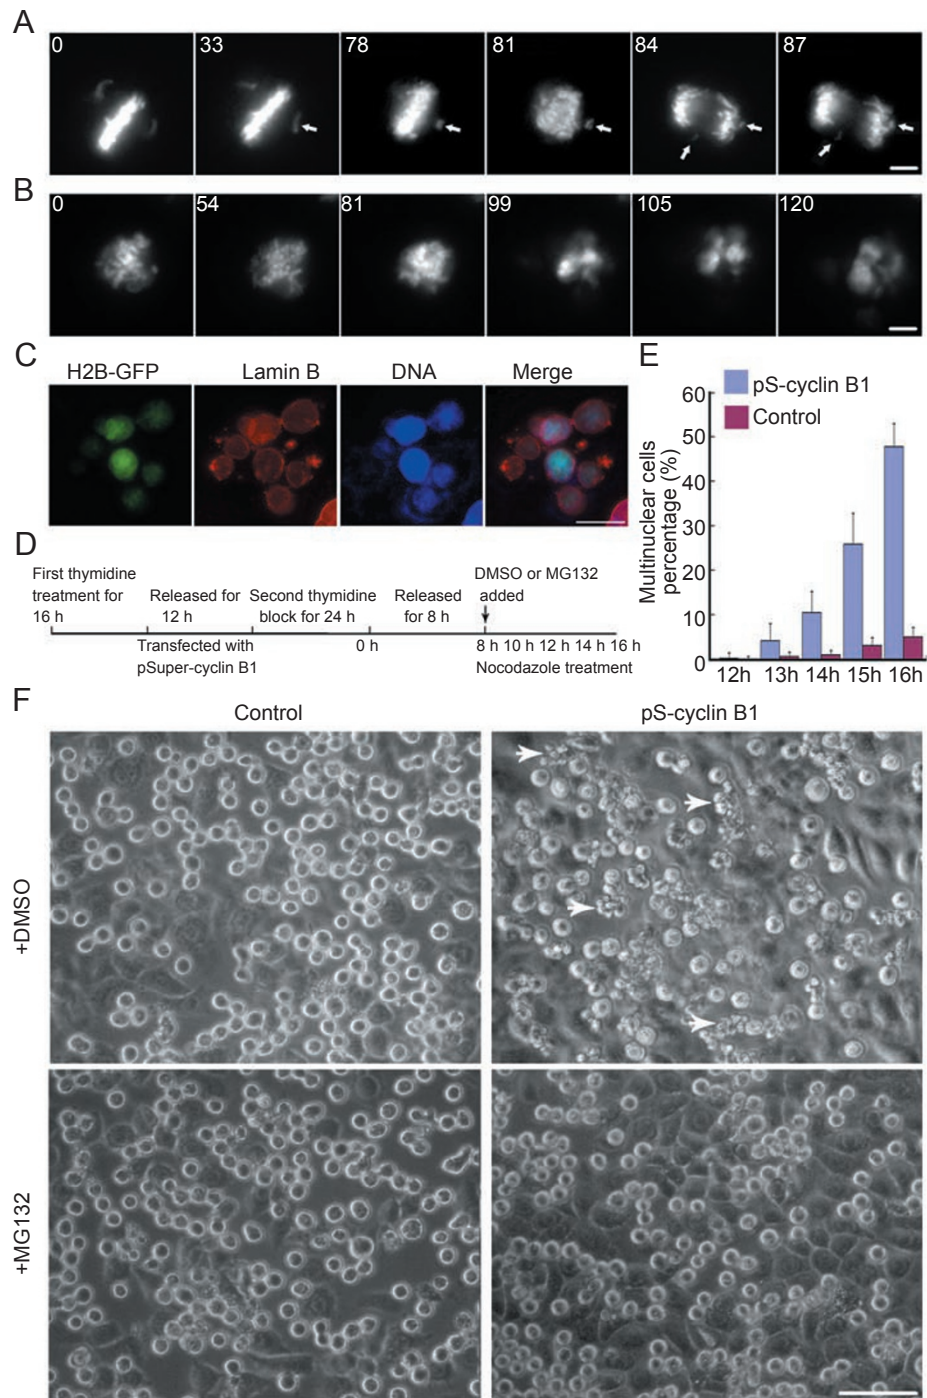 A
0 33 78 81 84 87
B
0 54 81 99 105 120
C
H2B-GFP Lamin B DNA Merge
D
First thymidine
treatment for
16 h
Released for
12 h
Second thymidine
block for 24 h
Released
for 8 h
DMSO or MG132
added
Transfected with
pSuper-cyclin B1
0 h
8 h 10 h 12 h 14 h 16 h
Nocodazole treatment
E
pS-cyclin B1
Control
Multinuclear cells
percentage (%)
60
50
40
30
20
10
0
12h 13h 14h 15h 16h
F
Control pS-cyclin B1
+DMSO
+MG132